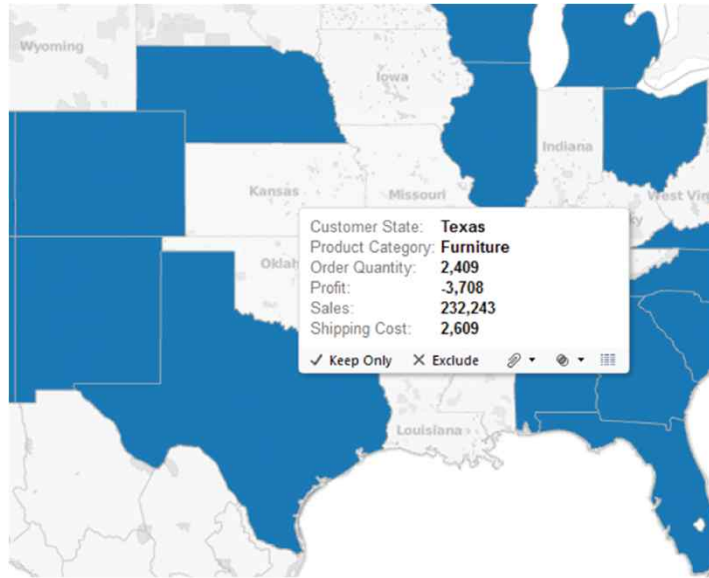 Wyoming
Iowa
Indiana
Kansas
Missouri
West Vir
ky
Oklah
Customer State: Texas
Product Category: Furniture
Order Quantity: 2,409
Profit: -3,708
Sales: 232,243
Shipping Cost: 2,609
Keep Only Exclude
Louisiana